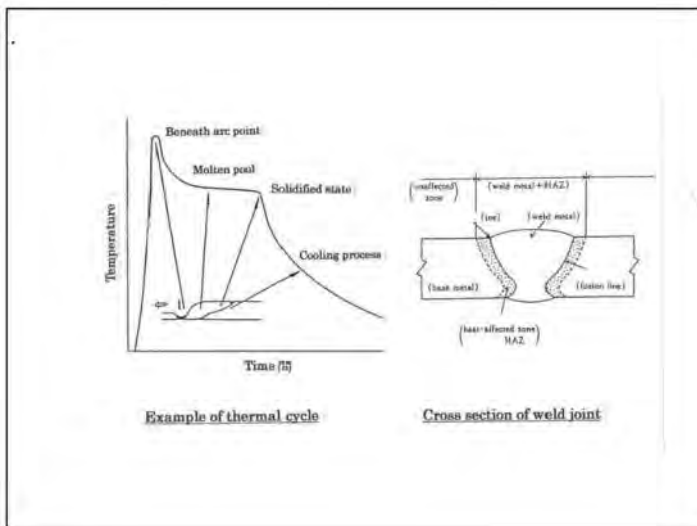 Beneath arc point
Molten pool
Solidified state
Cooling process
Temperature
Time
Example of thermal cycle
(unaffected zone)
(weld metal+HAZ)
(toe)
(weld metal)
(base metal)
(fusion line)
(heat-affected zone)
HAZ
Cross section of weld joint